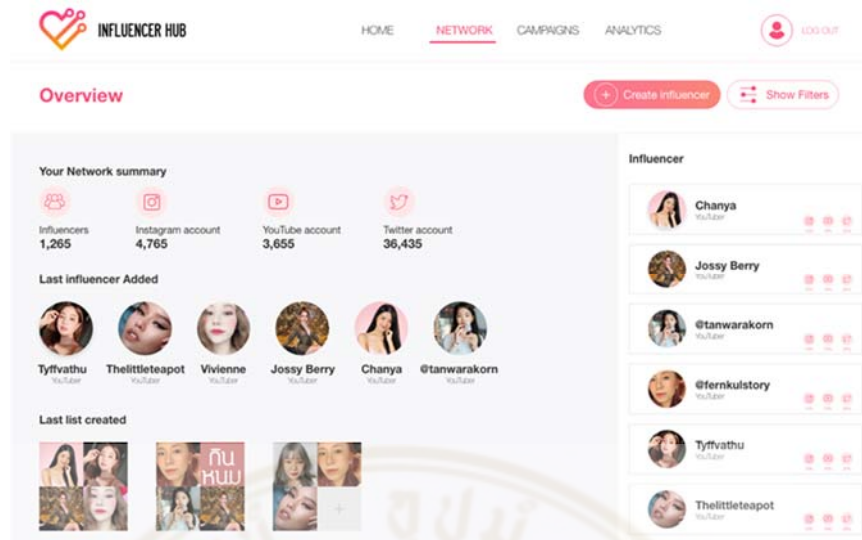 INFLUENCER HUB
HOME NETWORK CAMPAIGNS ANALYTICS LOG OUT
Overview
Create influencer Show Filters
Your Network summary
Influencers Instagram account YouTube account Twitter account
1,265 4,765 3,655 36,435
Last influencer Added
Tyffvathu Thelittleteapot Vivienne Jossy Berry Chanya @tanwarakorn
YouTuber YouTuber YouTuber YouTuber YouTuber YouTuber
Last list created
กิน
หนม
Influencer
Chanya
YouTuber
Jossy Berry
YouTuber
@tanwarakorn
YouTuber
@fernkulstory
YouTuber
Tyffvathu
YouTuber
Thelittleteapot
YouTuber